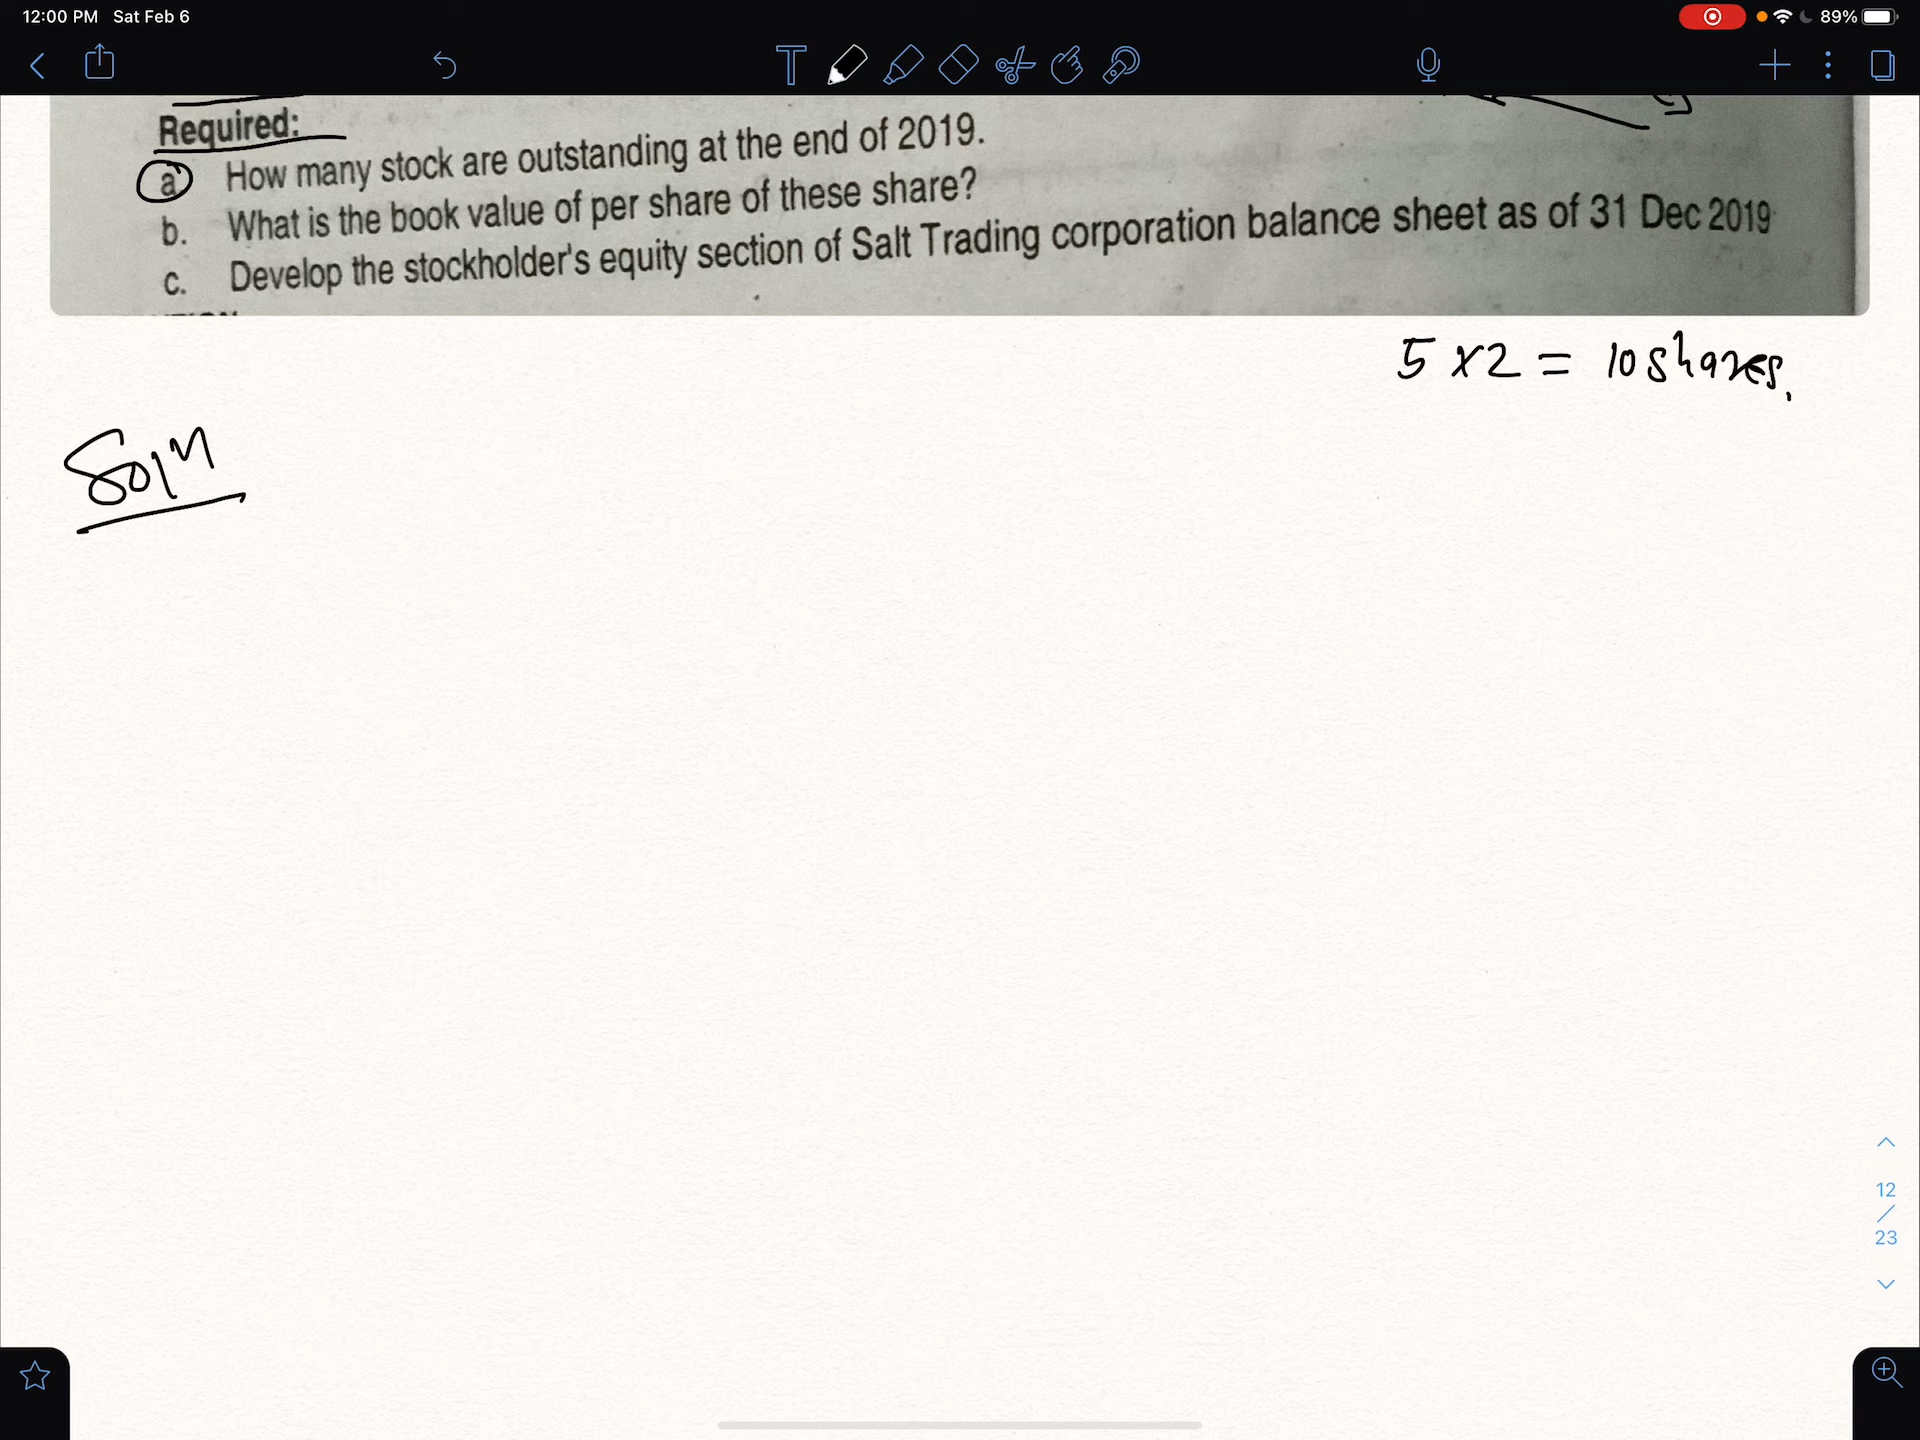 12:00 PM Sat Feb 6
89%
Required:
a How many stock are outstanding at the end of 2019.
b. What is the book value of per share of these share?
c. Develop the stockholder's equity section of Salt Trading corporation balance sheet as of 31 Dec 2019
5 x 2 = 10 shares.
Soln
12
/
23